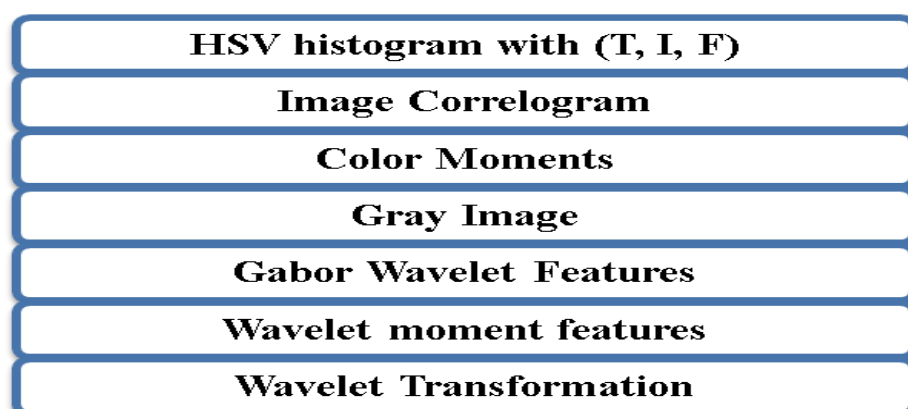 HSV histogram with (T, I, F)
Image Correlogram
Color Moments
Gray Image
Gabor Wavelet Features
Wavelet moment features
Wavelet Transformation